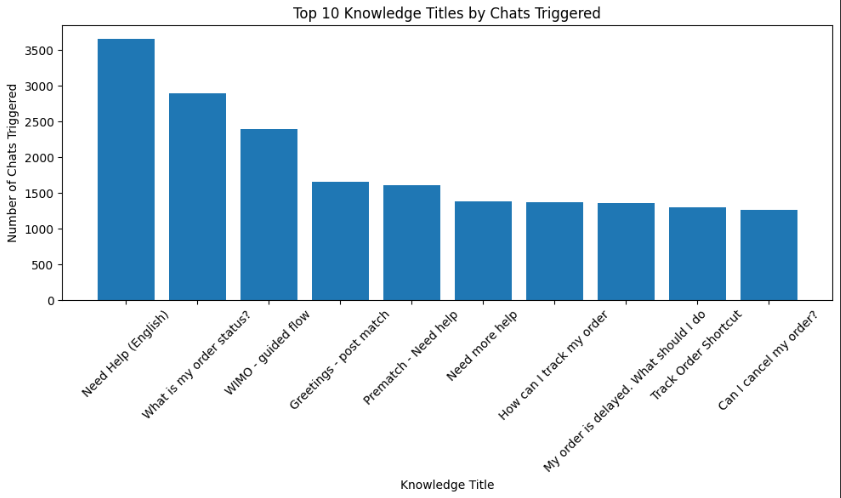 Top 10 Knowledge Titles by Chats Triggered
Number of Chats Triggered
3500
3000
2500
2000
1500
1000
500
0
Need Help (English)
What is my order status?
WIMO - guided flow
Greetings - post match
Prematch - Need help
Need more help
How can I track my order
My order is delayed. What should I do
Track Order Shortcut
Can I cancel my order?
Knowledge Title